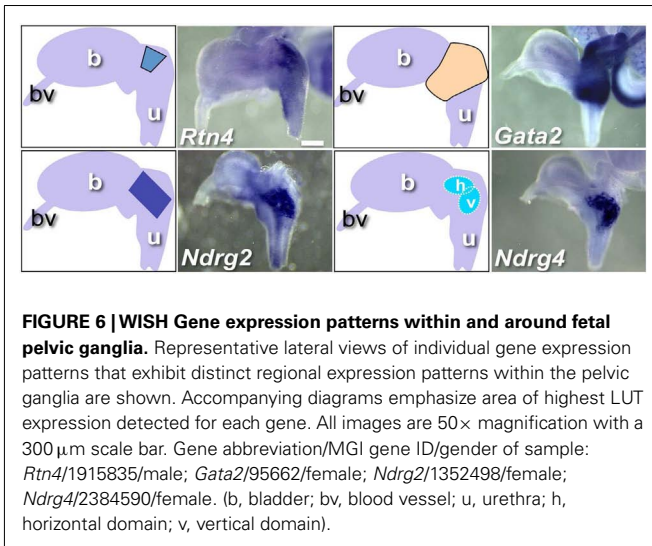 b
bv
u
Rtn4
Gata2
b
bv
u
Ndrg2
b
h
v
bv
u
Ndrg4
FIGURE 6 | WISH Gene expression patterns within and around fetal
pelvic ganglia. Representative lateral views of individual gene expression
patterns that exhibit distinct regional expression patterns within the pelvic
ganglia are shown. Accompanying diagrams emphasize area of highest LUT
expression detected for each gene. All images are 50× magnification with a
300 μm scale bar. Gene abbreviation/MGI gene ID/gender of sample:
Rtn4/1915835/male; Gata2/95662/female; Ndrg2/1352498/female;
Ndrg4/2384590/female. (b, bladder; bv, blood vessel; u, urethra; h,
horizontal domain; v, vertical domain).